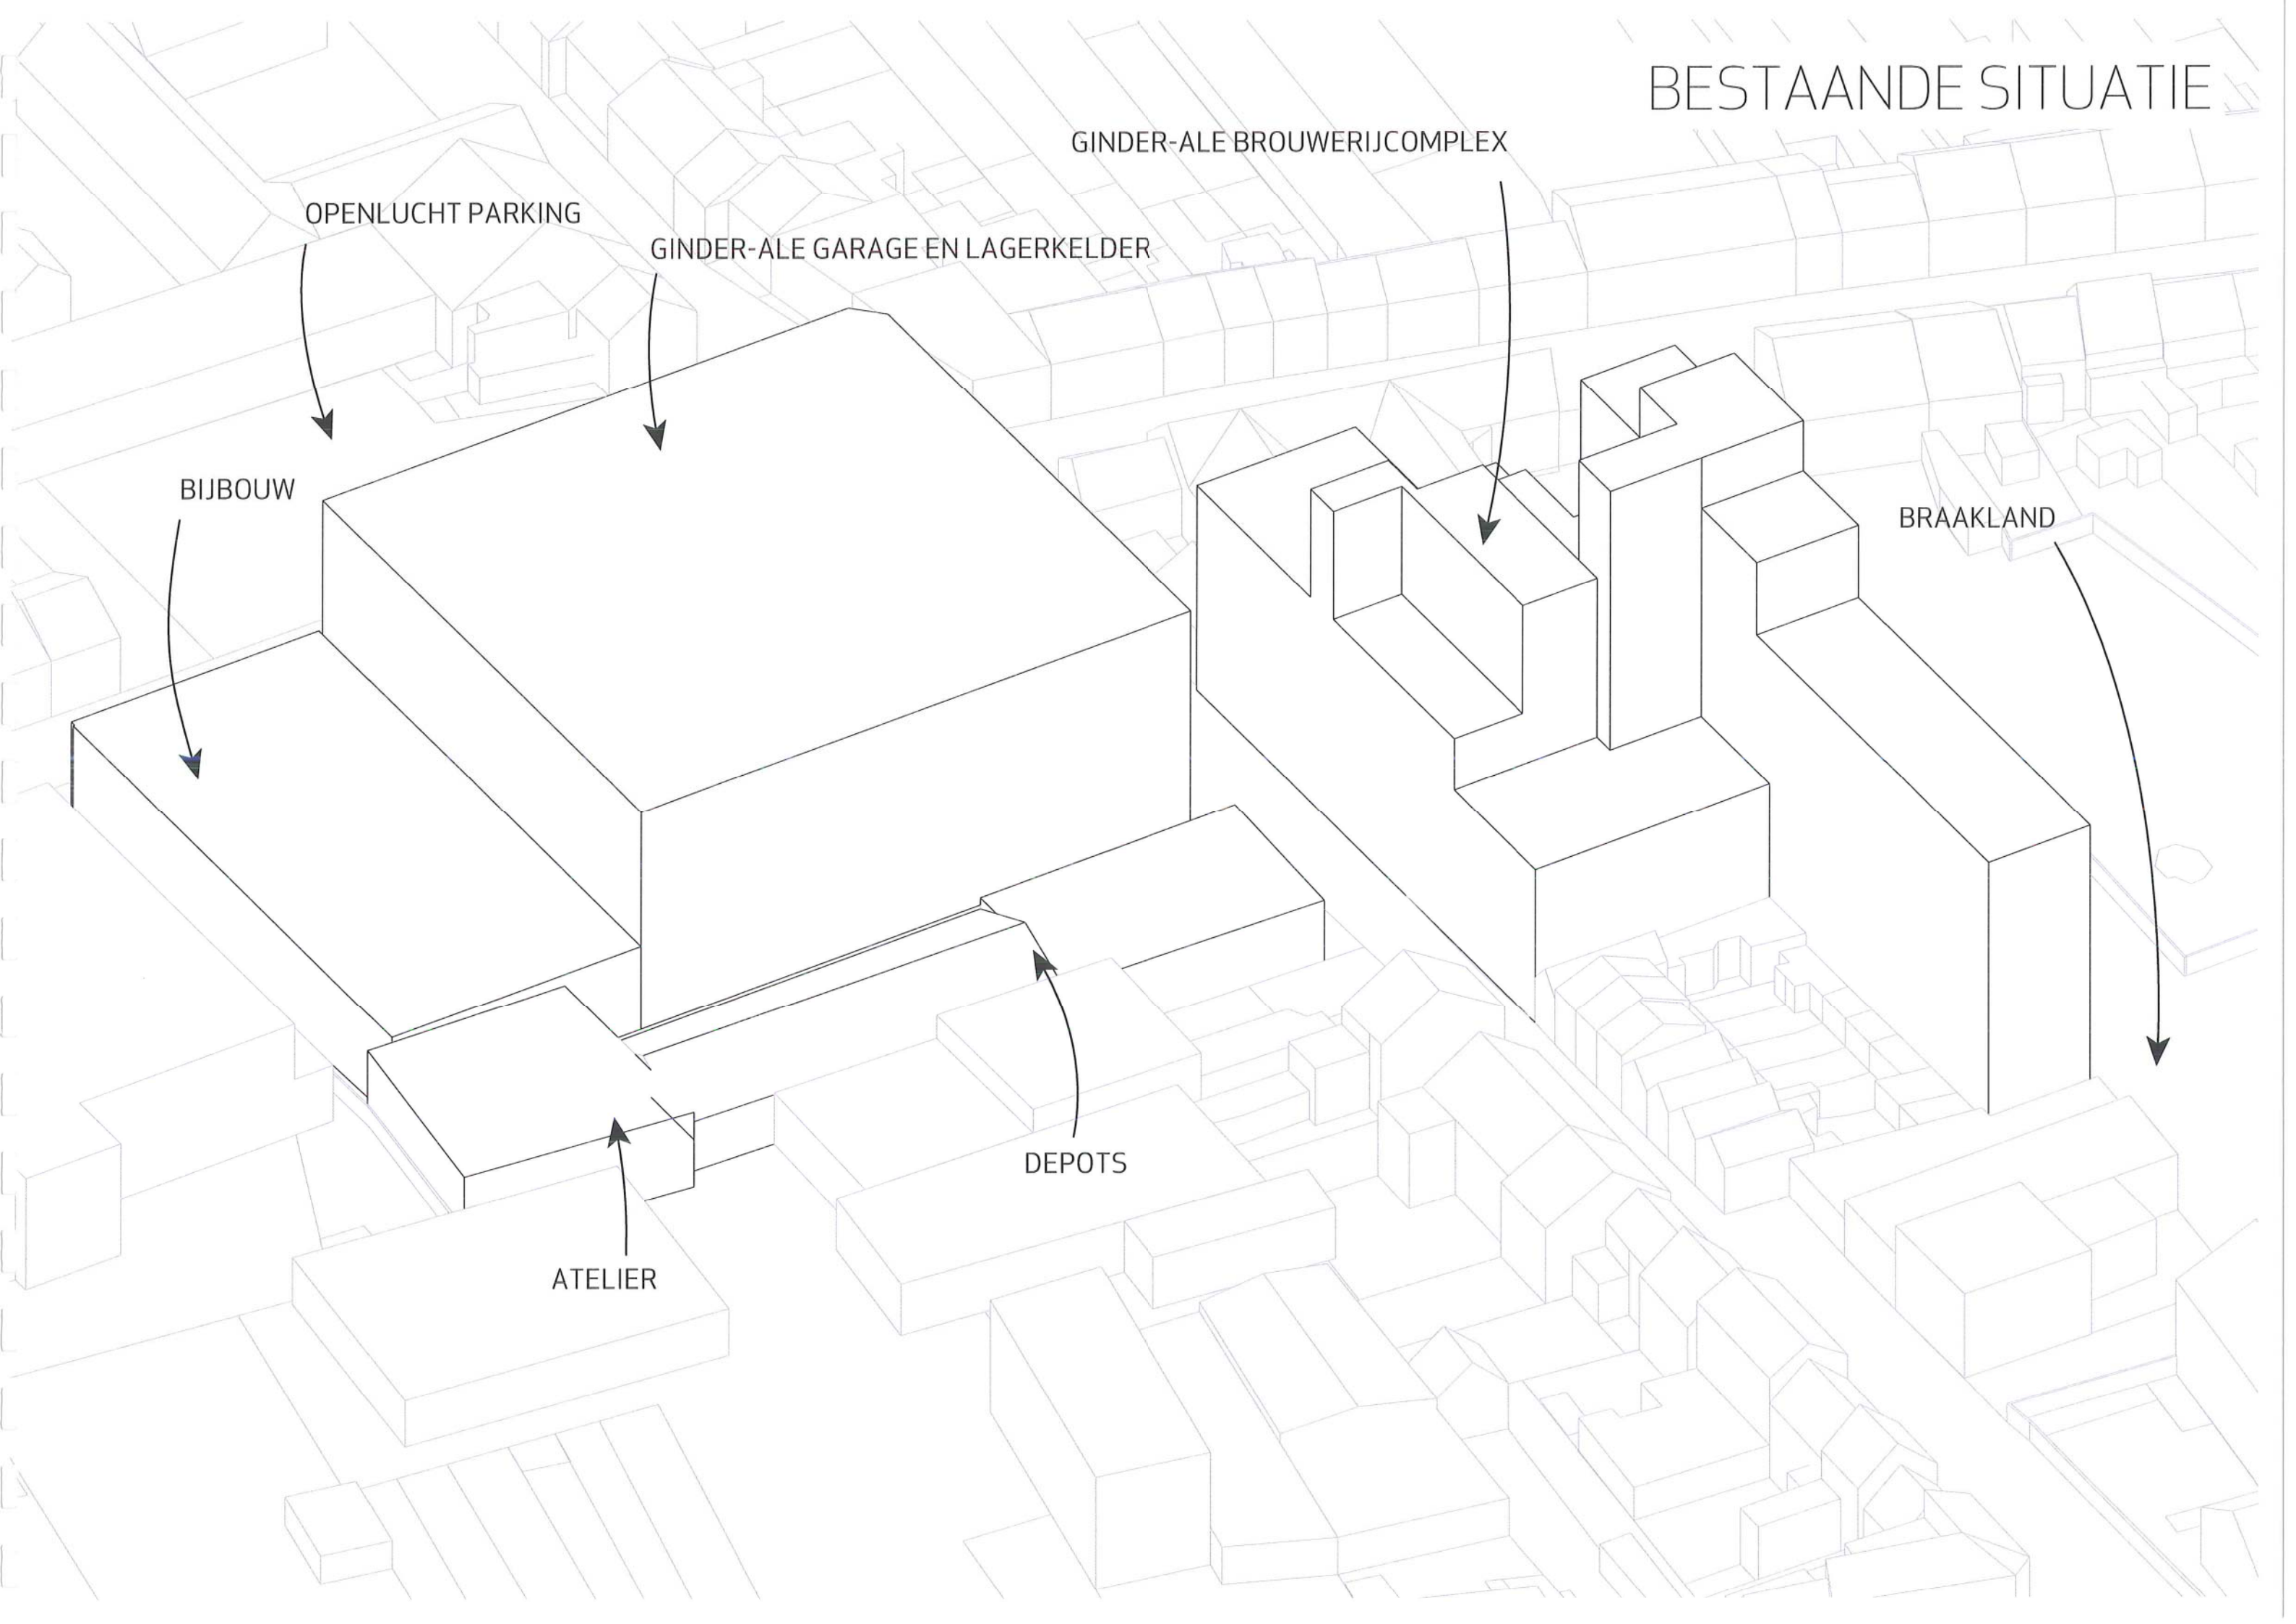 BESTAANDE SITUATIE
GINDER-ALE BROUWERIJCOMPLEX
OPENLUCHT PARKING
GINDER-ALE GARAGE EN LAGERKELDER
BIJBOUW
BRAAKLAND
DEPOTS
ATELIER